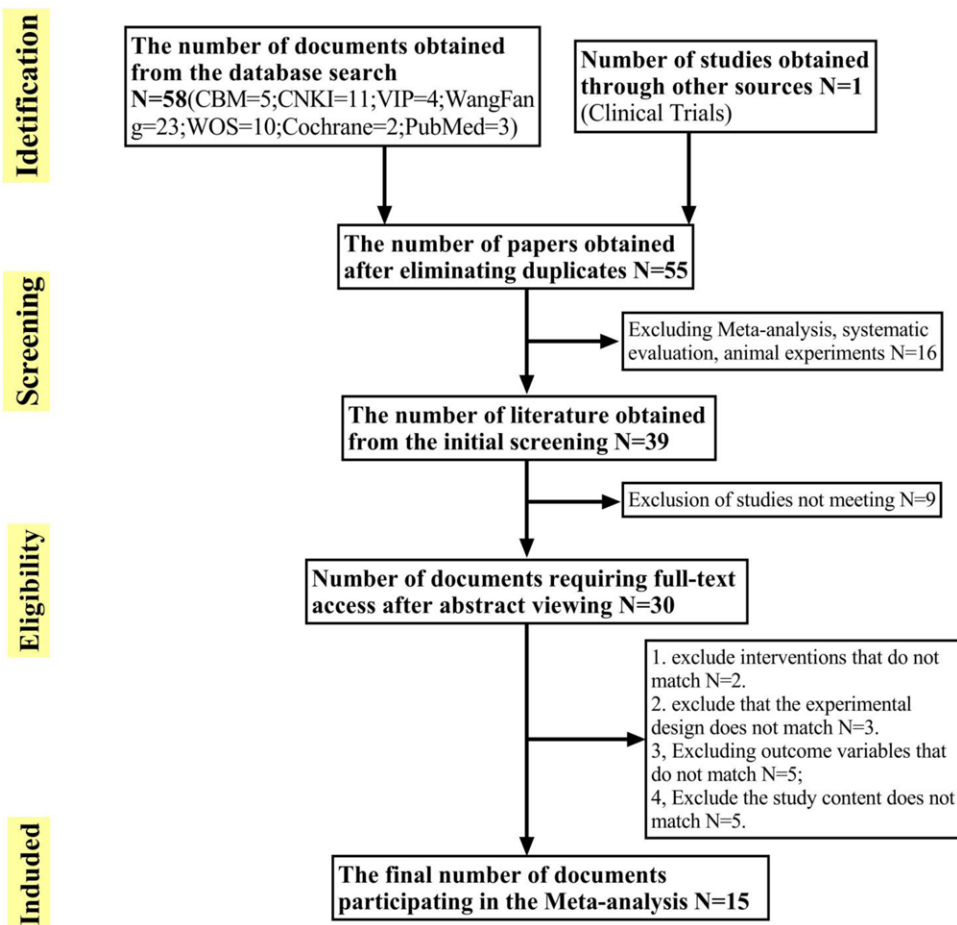 Idetification
The number of documents obtained
from the database search
N=58(CBM=5;CNKI=11;VIP=4;WangFan
g=23;WOS=10;Cochrane=2;PubMed=3)
Number of studies obtained
through other sources N=1
(Clinical Trials)
The number of papers obtained
after eliminating duplicates N=55
Screening
Excluding Meta-analysis, systematic
evaluation, animal experiments N=16
The number of literature obtained
from the initial screening N=39
Exclusion of studies not meeting N=9
Eligibility
Number of documents requiring full-text
access after abstract viewing N=30
1. exclude interventions that do not
match N=2.
2. exclude that the experimental
design does not match N=3.
3, Excluding outcome variables that
do not match N=5;
4, Exclude the study content does not
match N=5.
Induded
The final number of documents
participating in the Meta-analysis N=15